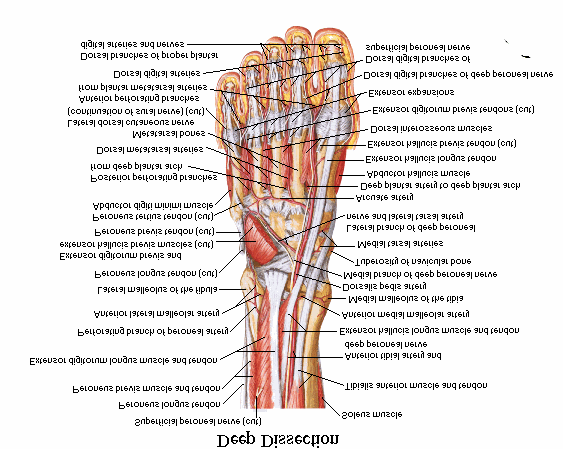 Deep Dissection
Superficial peroneal nerve (cut)
Peroneus longus tendon
Peroneus brevis muscle and tendon
Extensor digitorum longus muscle and tendon
Perforating branch of peroneal artery
Anterior lateral malleolar artery
Lateral malleolus of the fibula
Peroneus longus tendon (cut)
Extensor digitorum brevis and
extensor hallucis brevis muscles (cut)
Peroneus brevis tendon (cut)
Peroneus tertius tendon (cut)
Abductor digiti minimi muscle
Posterior perforating branches
from deep plantar arch
Dorsal metatarsal arteries
Metatarsal bones
Lateral dorsal cutaneous nerve
(continuation of sural nerve) (cut)
Anterior perforating branches
from plantar metatarsal arteries
Dorsal digital arteries
Dorsal branches of proper plantar
digital arteries and nerves
Soleus muscle
Tibialis anterior muscle and tendon
Anterior tibial artery and
deep peroneal nerve
Extensor hallucis longus muscle and tendon
Anterior medial malleolar artery
Medial malleolus of the tibia
Dorsalis pedis artery
Medial branch of deep peroneal nerve
Tuberosity of navicular bone
Medial tarsal arteries
Lateral branch of deep peroneal
nerve and lateral tarsal artery
Arcuate artery
Deep plantar artery to deep plantar arch
Abductor hallucis muscle
Extensor hallucis longus tendon
Extensor hallucis brevis tendon (cut)
Dorsal interosseous muscles
Extensor digitorum brevis tendons (cut)
Extensor expansions
Dorsal digital branches of deep peroneal nerve
Dorsal digital branches of
superficial peroneal nerve